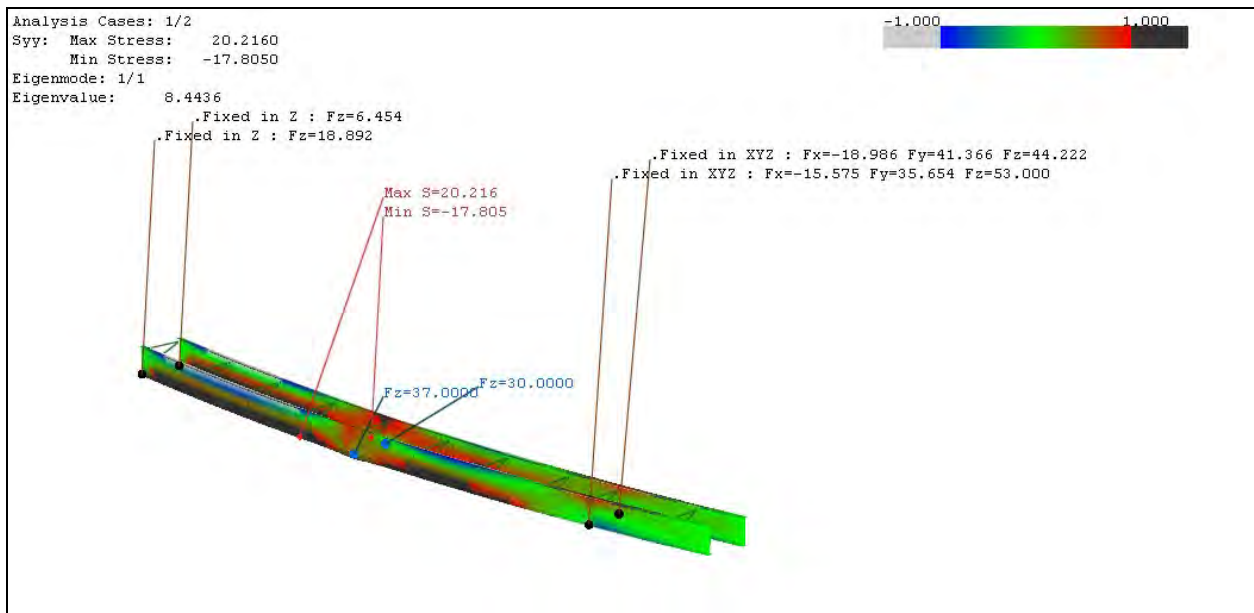 Analysis Cases: 1/2
Syy: Max Stress: 20.2160
Min Stress: -17.8050
Eigenmode: 1/1
Eigenvalue: 8.4436
-1.000 1.000
.Fixed in Z : Fz=6.454
.Fixed in Z : Fz=18.892
.Fixed in XYZ : Fx=-18.986 Fy=41.366 Fz=44.222
.Fixed in XYZ : Fx=-15.575 Fy=35.654 Fz=53.000
Max S=20.216
Min S=-17.805
Fz=37.0000
Fz=30.0000